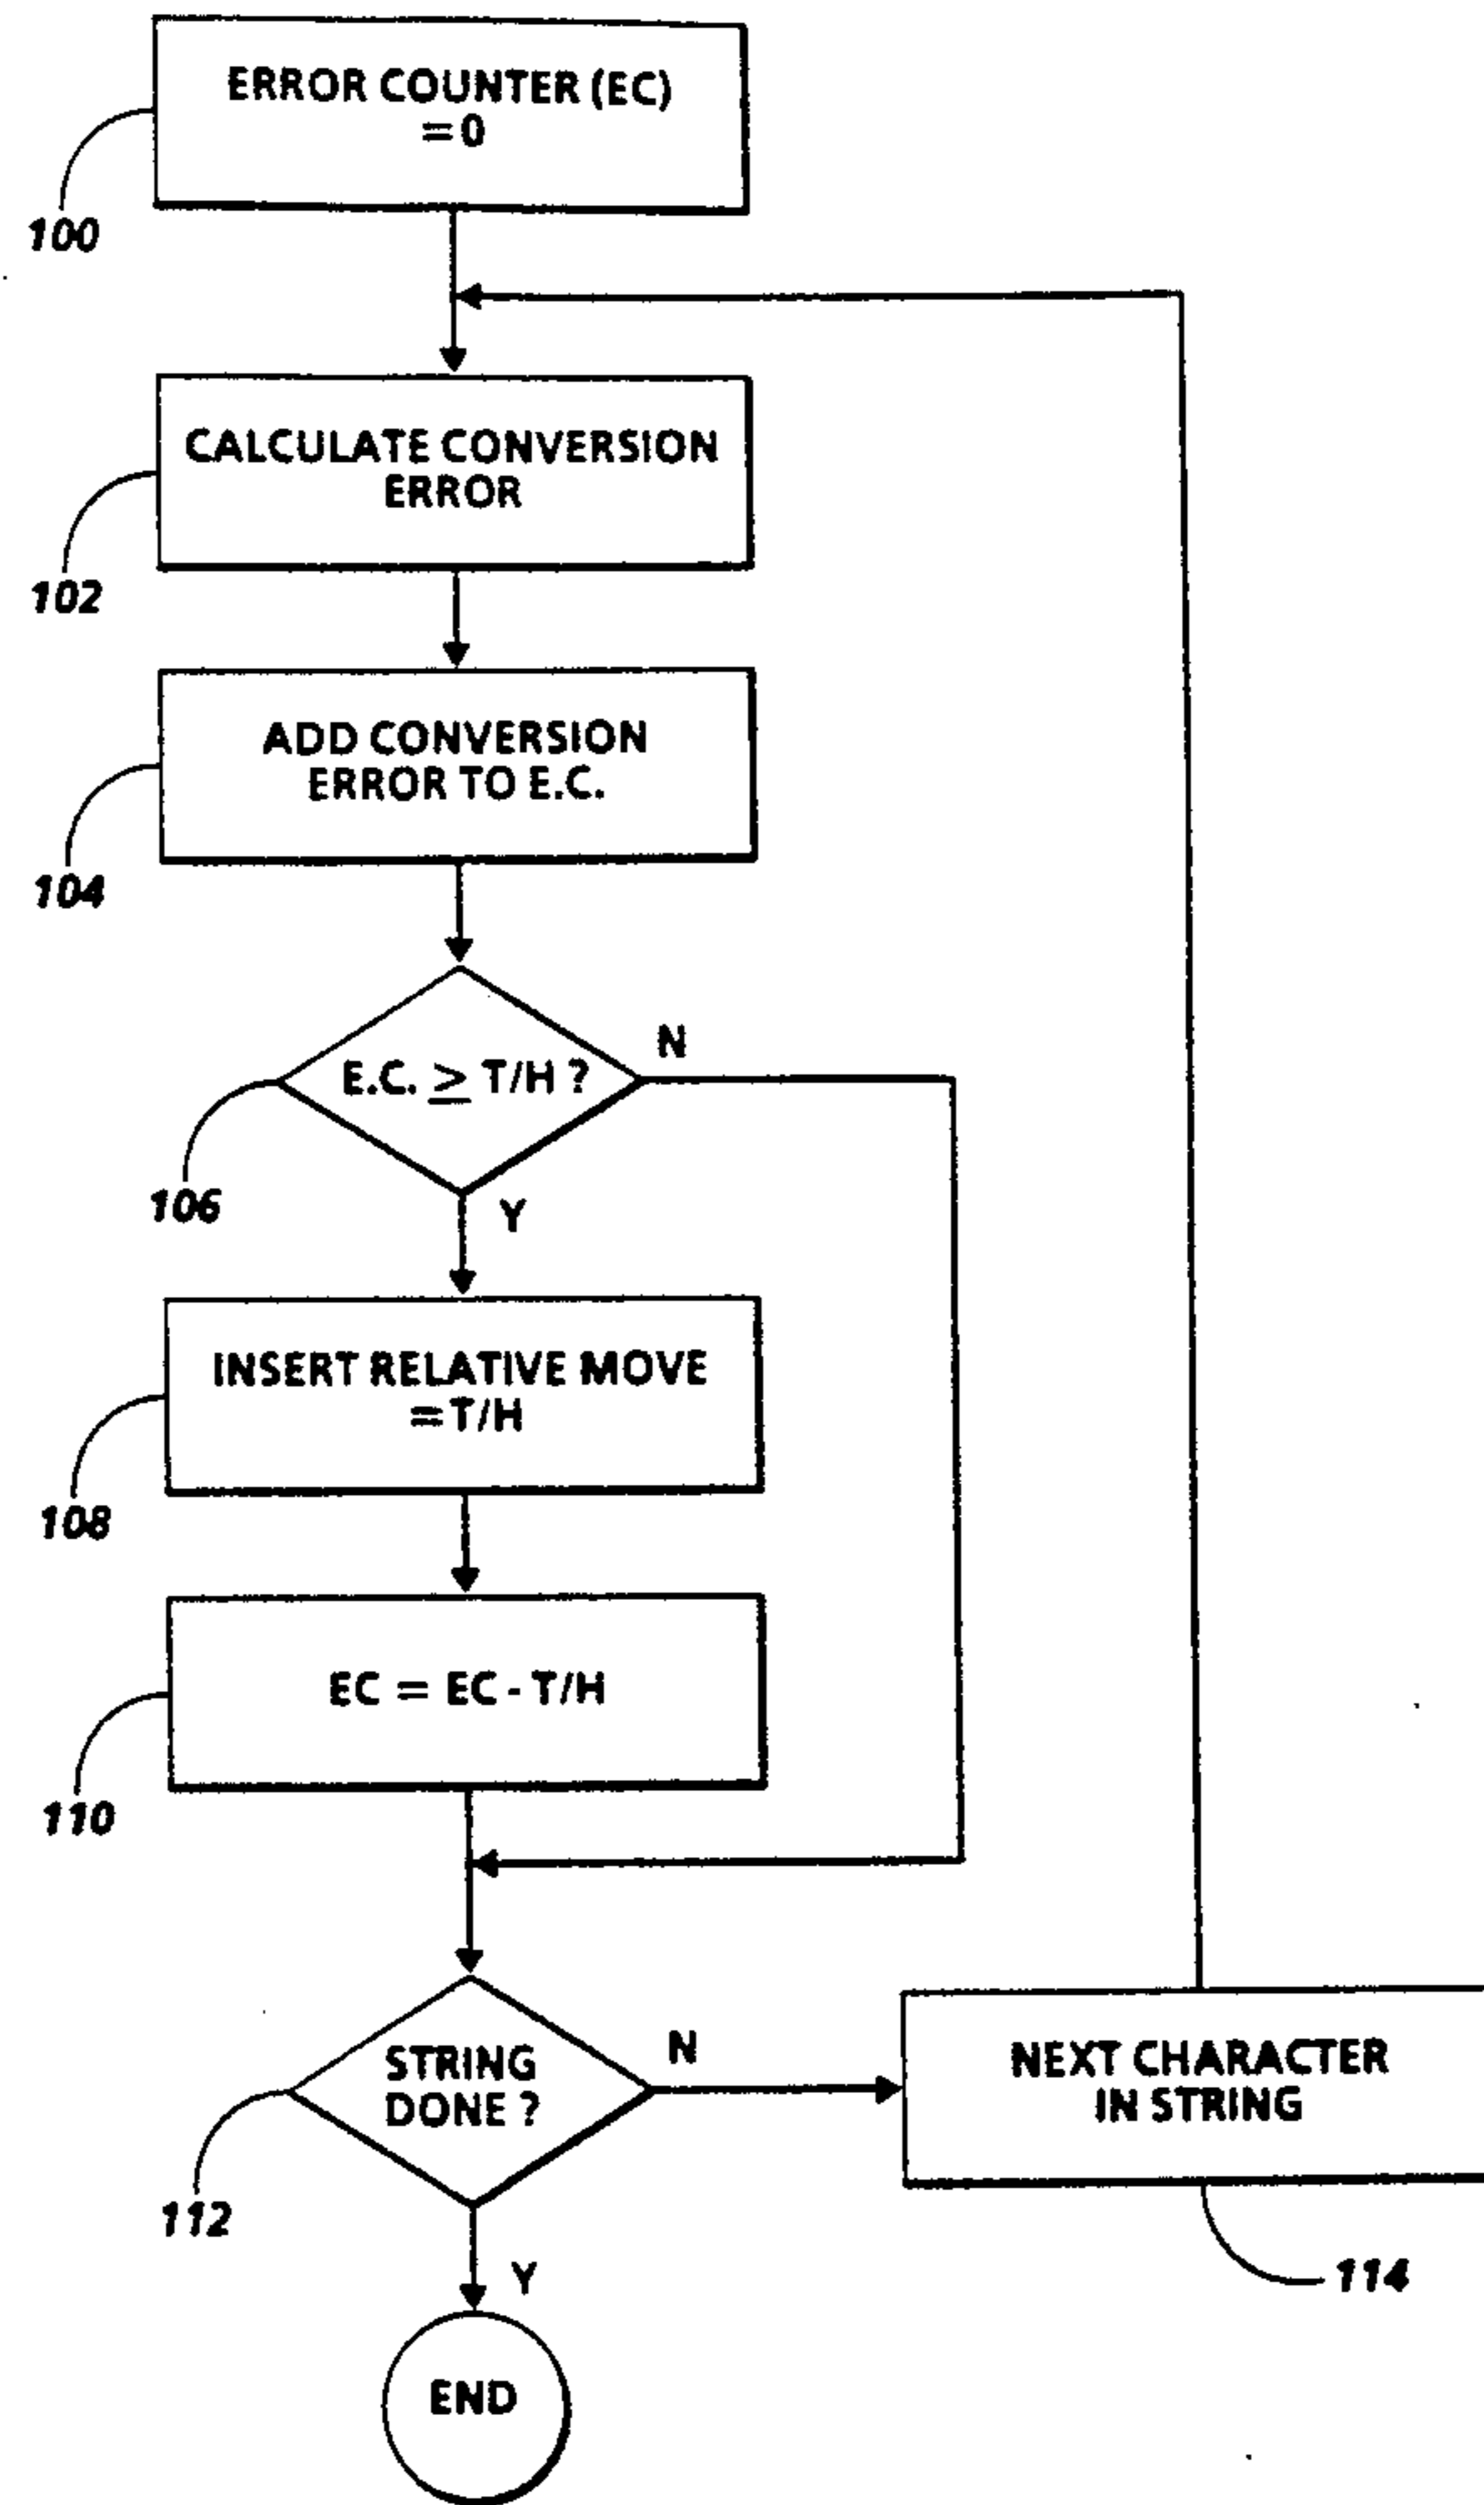 ERROR COUNTER (EC)
= 0
100
CALCULATE CONVERSION
ERROR
102
ADD CONVERSION
ERROR TO E.C.
104
E.C. ≥ T/H ?
N
106
Y
INSERT RELATIVE MOVE
= T/H
108
EC = EC - T/H
110
STRING
DONE ?
N
112
Y
NEXT CHARACTER
IN STRING
114
END